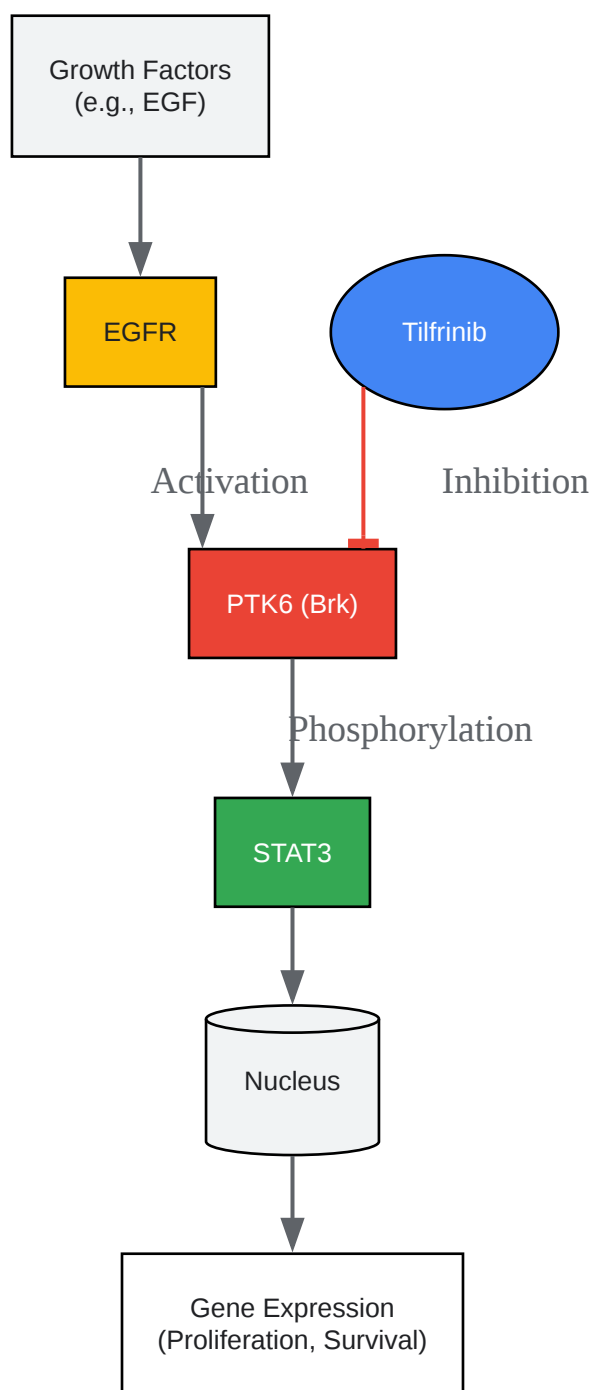 Growth Factors
(e.g., EGF)
EGFR
Tilfrinib
Activation
Inhibition
PTK6 (Brk)
Phosphorylation
STAT3
Nucleus
Gene Expression
(Proliferation, Survival)